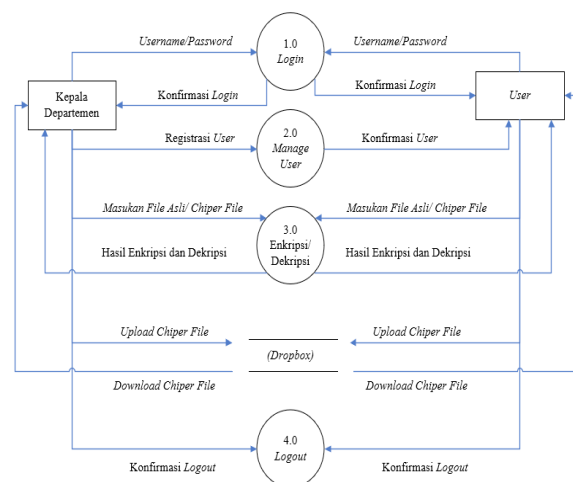 Username/Password
1.0
Login
Username/Password
Konfirmasi Login
Konfirmasi Login
Kepala
Departemen
User
Registrasi User
2.0
Manage
User
Konfirmasi User
Masukan File Asli/ Chiper File
Masukan File Asli/ Chiper File
3.0
Enkripsi/
Dekripsi
Hasil Enkripsi dan Dekripsi
Hasil Enkripsi dan Dekripsi
Upload Chiper File
Upload Chiper File
(Dropbox)
Download Chiper File
Download Chiper File
4.0
Logout
Konfirmasi Logout
Konfirmasi Logout